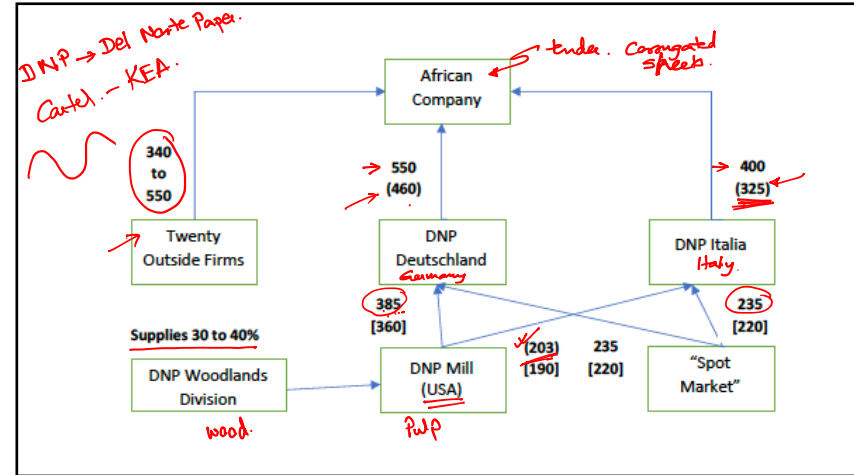 DNP → Del Norte Paper.
Cartel. – KEA.
tender. Corrugated
sheets.
African
Company
340
to
550
550
(460)
400
(325)
Twenty
Outside Firms
DNP
Deutschland
Germany
DNP Italia
Italy.
385
[360]
235
[220]
Supplies 30 to 40%
(203)
[190]
235
[220]
DNP Woodlands
Division
DNP Mill
(USA)
"Spot
Market"
wood.
Pulp